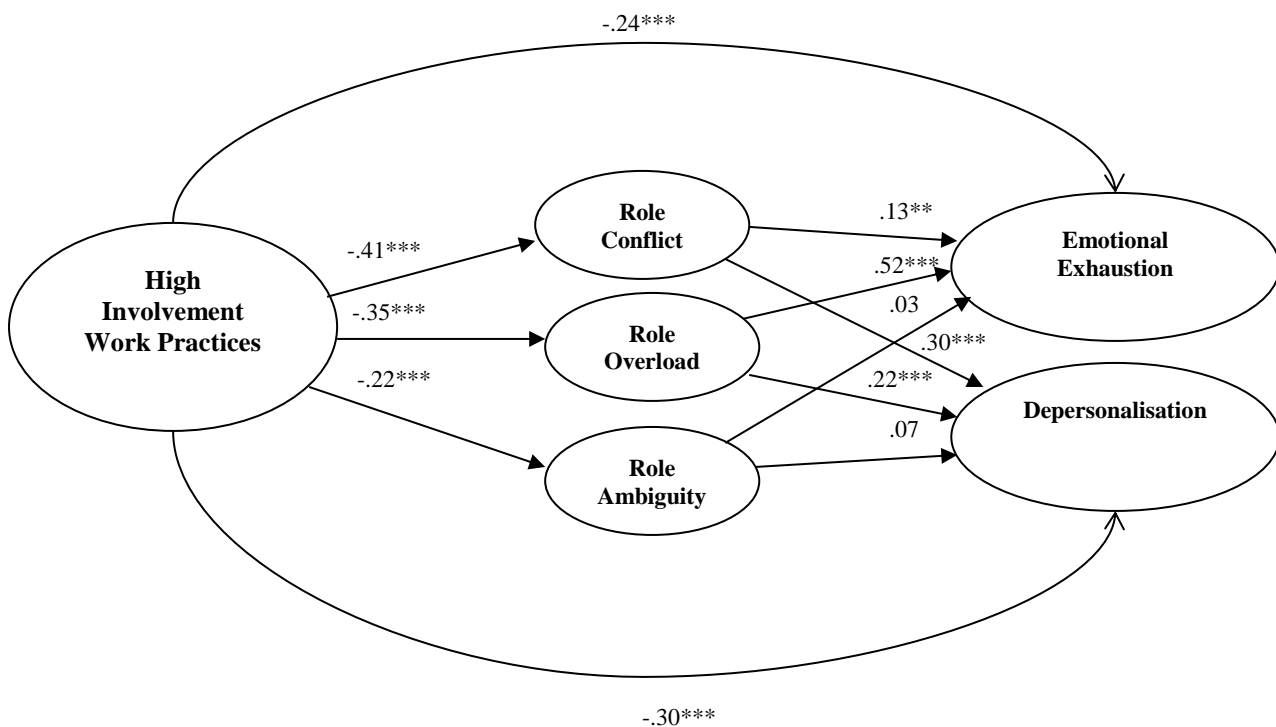 -.24***
Role
Conflict
.13**
Emotional
Exhaustion
-.41***
.52***
High
Involvement
Work Practices
-.35***
.03
Role
Overload
.30***
-.22***
.22***
Depersonalisation
.07
Role
Ambiguity
-.30***